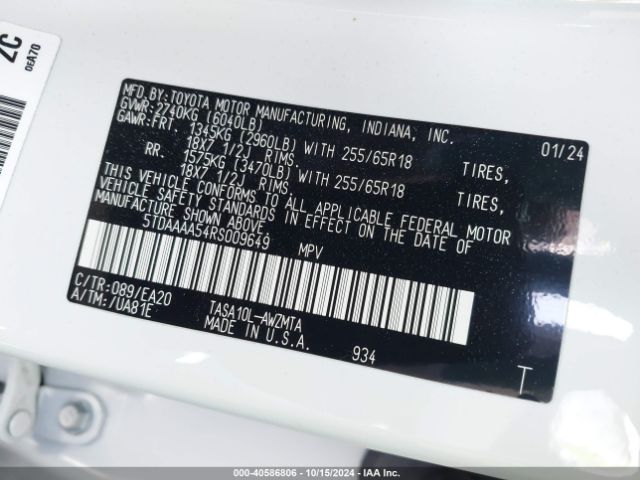 2C
0EA70
MFD.BY:TOYOTA MOTOR MANUFACTURING, INDIANA, INC. 01/24
GVWR:2740KG (6040LB)
GAWR:FRT. 1345KG (2960LB) WITH 255/65R18 TIRES,
18X7 1/2J RIMS.
RR. 1575KG (3470LB) WITH 255/65R18 TIRES,
18X7 1/2J RIMS.
THIS VEHICLE CONFORMS TO ALL APPLICABLE FEDERAL MOTOR
VEHICLE SAFETY STANDARDS IN EFFECT ON THE DATE OF
MANUFACTURE SHOWN ABOVE.
5TDAAAA54RS009649 MPV
C/TR:089/EA20 TASA10L-AWZMTA
A/TM:/UA81E MADE IN U.S.A. 934
T
000-40586806 - 10/15/2024 - IAA Inc.